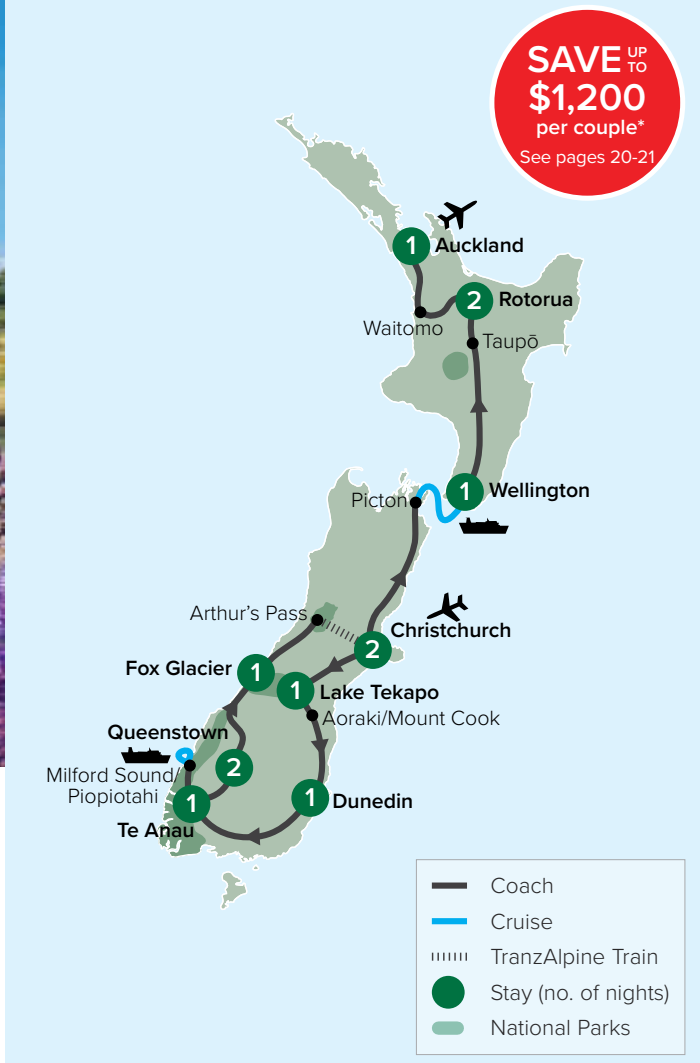 SAVE UP TO
$1,200
per couple*
See pages 20-21
1 Auckland
2 Rotorua
Waitomo
Taupō
1 Wellington
Picton
Arthur's Pass
Christchurch
2
Fox Glacier 1
1 Lake Tekapo
Aoraki/Mount Cook
Queenstown
2
Milford Sound/
Piopiotahi
1
Te Anau
1 Dunedin
Coach
Cruise
TranzAlpine Train
Stay (no. of nights)
National Parks